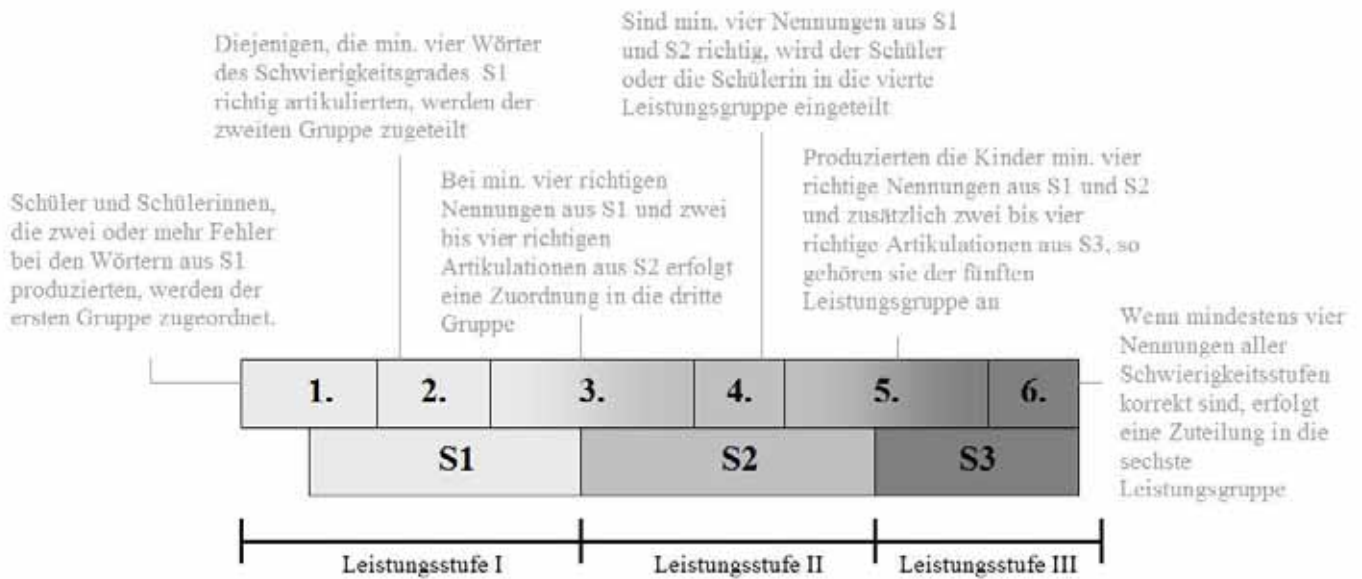 Diejenigen, die min. vier Wörter
des Schwierigkeitsgrades S1
richtig artikulierten, werden der
zweiten Gruppe zugeteilt
Sind min. vier Nennungen aus S1
und S2 richtig, wird der Schüler
oder die Schülerin in die vierte
Leistungsgruppe eingeteilt
Schüler und Schülerinnen,
die zwei oder mehr Fehler
bei den Wörtern aus S1
produzierten, werden der
ersten Gruppe zugeordnet.
Bei min. vier richtigen
Nennungen aus S1 und zwei
bis vier richtigen
Artikulationen aus S2 erfolgt
eine Zuordnung in die dritte
Gruppe
Produzierten die Kinder min. vier
richtige Nennungen aus S1 und S2
und zusätzlich zwei bis vier
richtige Artikulationen aus S3, so
gehören sie der fünften
Leistungsgruppe an
Wenn mindestens vier
Nennungen aller
Schwierigkeitsstufen
korrekt sind, erfolgt
eine Zuteilung in die
sechste
Leistungsgruppe
1. 2. 3. 4. 5. 6.
S1 S2 S3
Leistungsstufe I Leistungsstufe II Leistungsstufe III